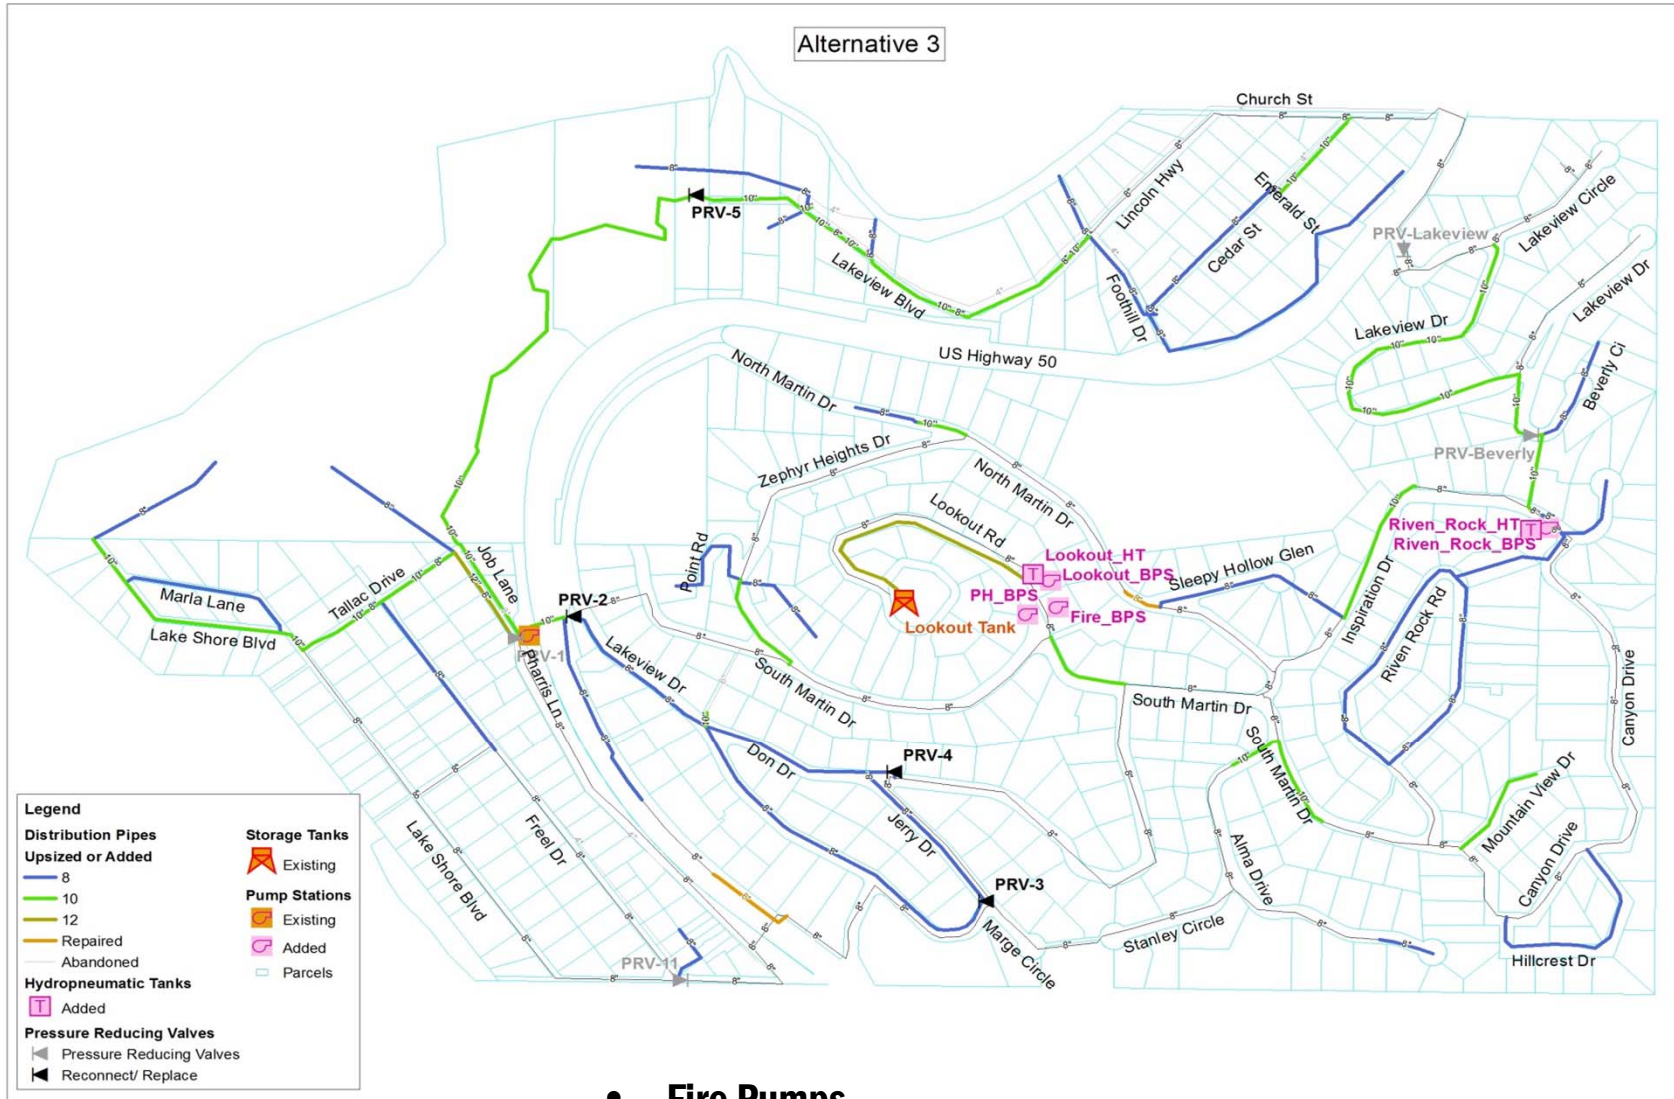 Alternative 3
Church St
Lincoln Hwy
Emerald St
Cedar St
Foothill Dr
PRV-5
Lakeview Blvd
US Highway 50
PRV-Lakeview
Lakeview Circle
Lakeview Dr
Lakeview Dr
Beverly Ci
PRV-Beverly
North Martin Dr
Zephyr Heights Dr
North Martin Dr
Lookout Rd
Point Rd
Lookout_HT
Lookout_BPS
PH_BPS
Fire_BPS
Lookout Tank
Sleepy Hollow Glen
Riven_Rock_HT
Riven_Rock_BPS
Inspiration Dr
Riven Rock Rd
Canyon Drive
Job Lane
Tallac Drive
Marla Lane
Lake Shore Blvd
PRV-2
PRV-1
Pharris Ln
Lakeview Dr
South Martin Dr
South Martin Dr
South Martin Dr
Don Dr
PRV-4
Jerry Dr
PRV-3
Marge Circle
Stanley Circle
Alma Drive
Mountain View Dr
Canyon Drive
Hillcrest Dr
Lake Shore Blvd
Freel Dr
PRV-11
Legend
Distribution Pipes
Upsized or Added
8
10
12
Repaired
Abandoned
Hydropneumatic Tanks
Added
Pressure Reducing Valves
Pressure Reducing Valves
Reconnect/ Replace
Storage Tanks
Existing
Pump Stations
Existing
Added
Parcels
• Fire Pumps